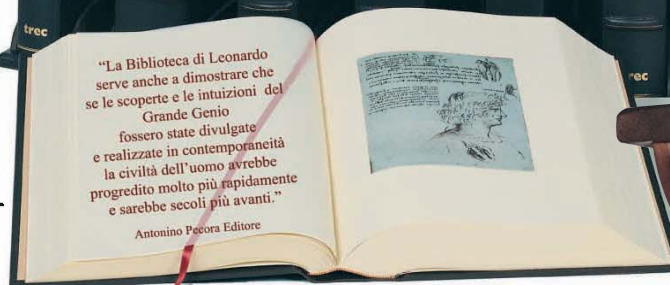 trec
rec
“La Biblioteca di Leonardo
serve anche a dimostrare che
se le scoperte e le intuizioni del
Grande Genio
fossero state divulgate
e realizzate in contemporaneità
la civiltà dell’uomo avrebbe
progredito molto più rapidamente
e sarebbe secoli più avanti.”
Antonino Pecora Editore